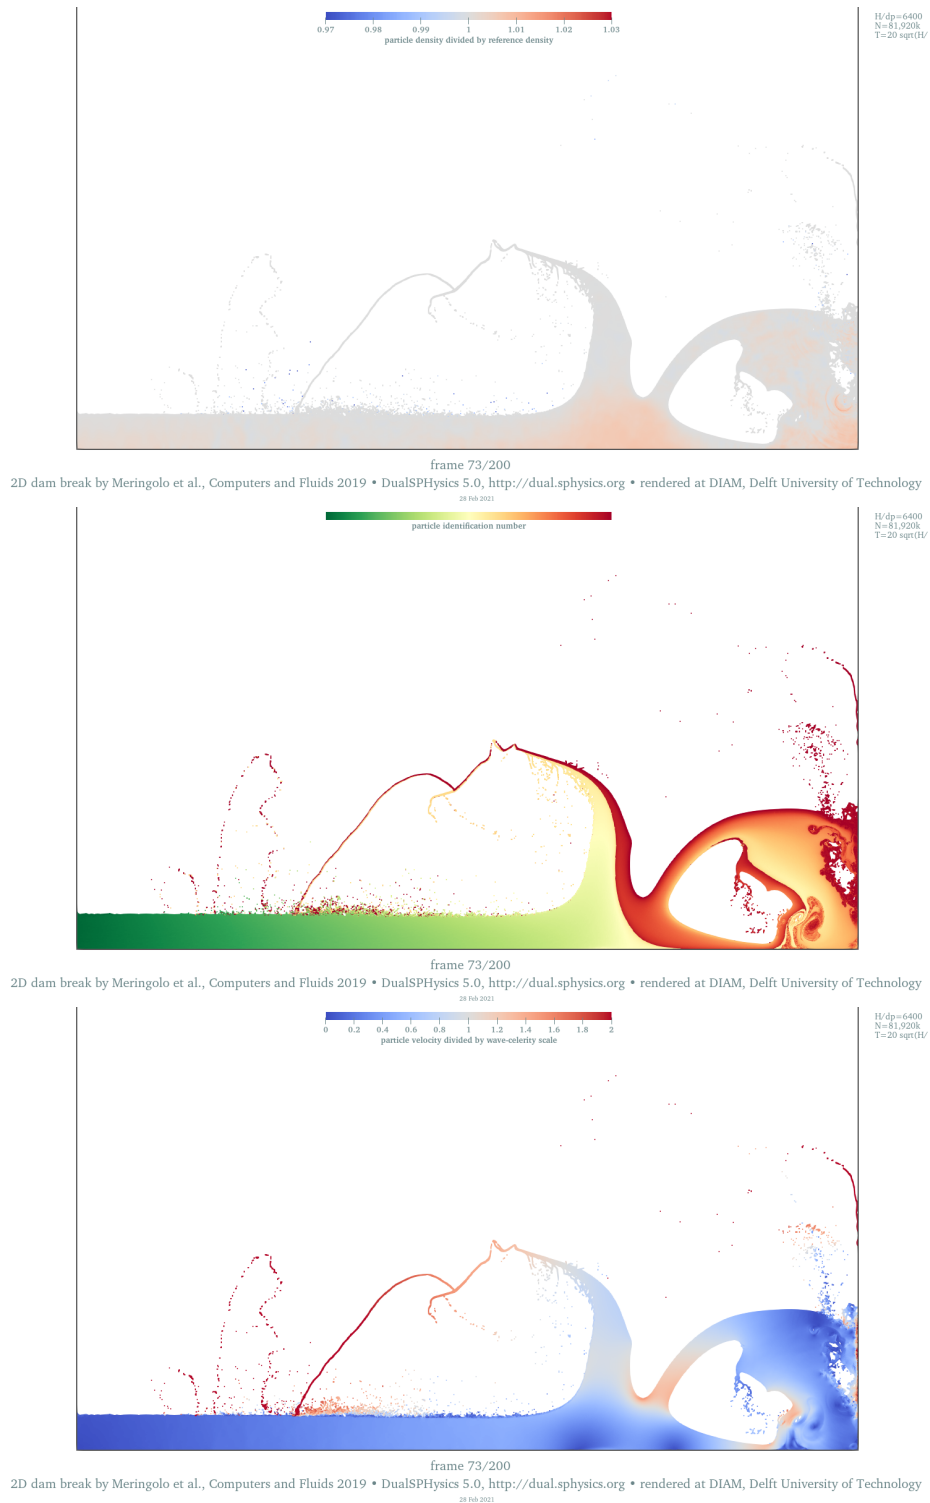 0.97 0.98 0.99 1 1.01 1.02 1.03
particle density divided by reference density
H/dp=6400
N=81,920k
T=20 sqrt(H/
frame 73/200
2D dam break by Meringolo et al., Computers and Fluids 2019 • DualSPHysics 5.0, http://dual.sphysics.org • rendered at DIAM, Delft University of Technology
28 Feb 2021
particle identification number
H/dp=6400
N=81,920k
T=20 sqrt(H/
frame 73/200
2D dam break by Meringolo et al., Computers and Fluids 2019 • DualSPHysics 5.0, http://dual.sphysics.org • rendered at DIAM, Delft University of Technology
28 Feb 2021
0 0.2 0.4 0.6 0.8 1 1.2 1.4 1.6 1.8 2
particle velocity divided by wave-celerity scale
H/dp=6400
N=81,920k
T=20 sqrt(H/
frame 73/200
2D dam break by Meringolo et al., Computers and Fluids 2019 • DualSPHysics 5.0, http://dual.sphysics.org • rendered at DIAM, Delft University of Technology
28 Feb 2021